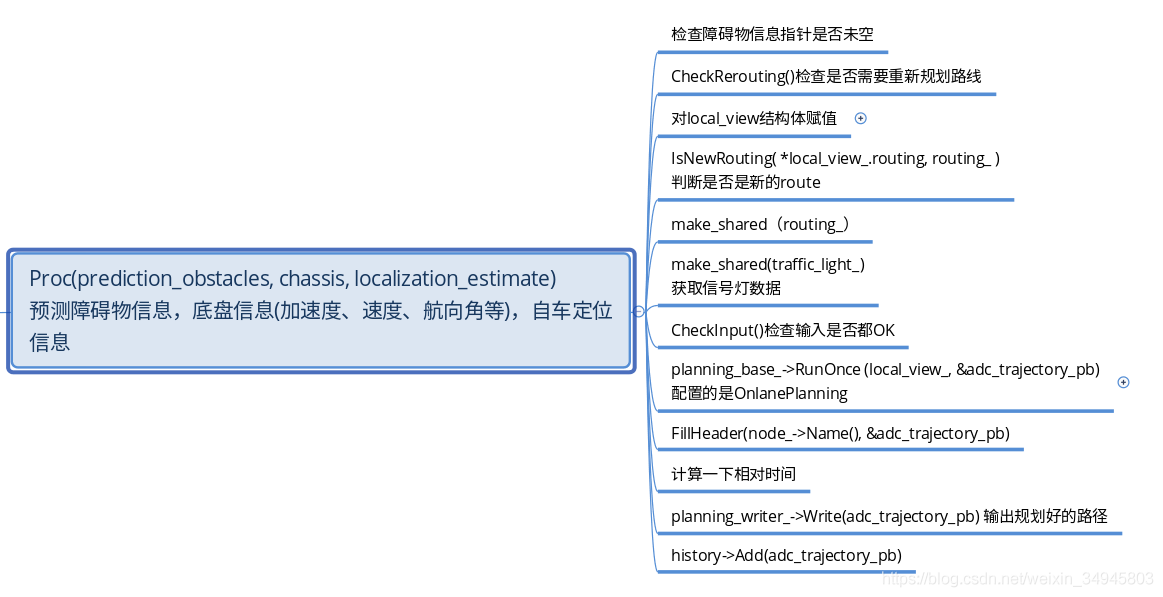 检查障碍物信息指针是否未空
CheckRerouting()检查是否需要重新规划路线
对local_view结构体赋值
IsNewRouting( *local_view_.routing, routing_ )
判断是否是新的route
make_shared（routing_）
make_shared(traffic_light_)
获取信号灯数据
CheckInput()检查输入是否都OK
planning_base_->RunOnce (local_view_, &adc_trajectory_pb)
配置的是OnlanePlanning
FillHeader(node_->Name(), &adc_trajectory_pb)
计算一下相对时间
planning_writer_->Write(adc_trajectory_pb) 输出规划好的路径
history->Add(adc_trajectory_pb)
Proc(prediction_obstacles, chassis, localization_estimate)
预测障碍物信息，底盘信息(加速度、速度、航向角等)，自车定位
信息
https://blog.csdn.net/weixin_34945803